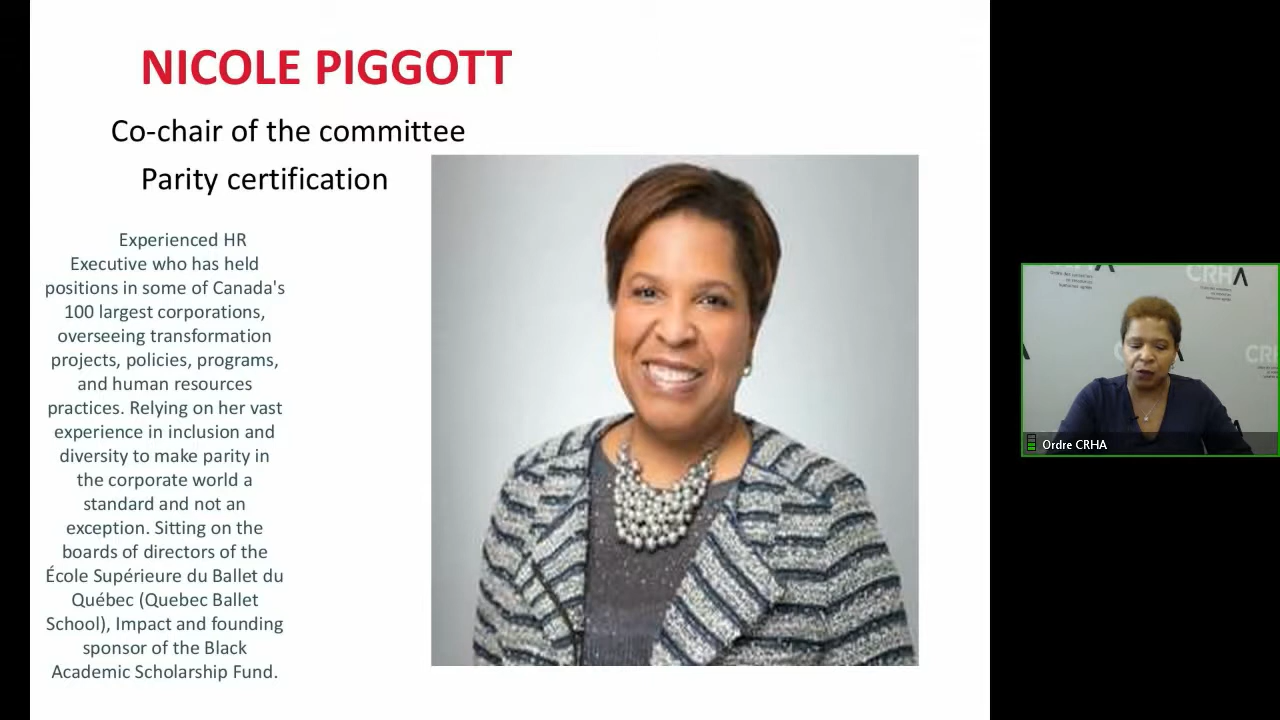 NICOLE PIGGOTT
Co-chair of the committee
Parity certification
Experienced HR
Executive who has held
positions in some of Canada's
100 largest corporations,
overseeing transformation
projects, policies, programs,
and human resources
practices. Relying on her vast
experience in inclusion and
diversity to make parity in
the corporate world a
standard and not an
exception. Sitting on the
boards of directors of the
École Supérieure du Ballet du
Québec (Quebec Ballet
School), Impact and founding
sponsor of the Black
Academic Scholarship Fund.
CRHA
Ordre CRHA